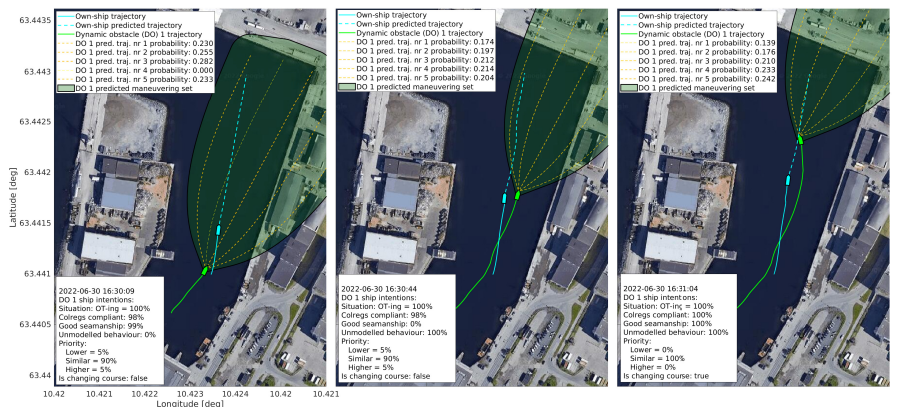 63.4435
63.443
63.4425
63.442
63.4415
63.441
63.4405
63.44
Latitude [deg]
Own-ship trajectory
Own-ship predicted trajectory
Dynamic obstacle (DO) 1 trajectory
DO 1 pred. traj. nr 1 probability: 0.230
DO 1 pred. traj. nr 2 probability: 0.255
DO 1 pred. traj. nr 3 probability: 0.282
DO 1 pred. traj. nr 4 probability: 0.000
DO 1 pred. traj. nr 5 probability: 0.233
DO 1 predicted maneuvering set
2022-06-30 16:30:09
DO 1 ship intentions:
Situation: OT-ing = 100%
Colregs compliant: 98%
Good seamanship: 99%
Unmodelled behaviour: 0%
Priority:
Lower = 5%
Similar = 90%
Higher = 5%
Is changing course: false
10.42 10.421 10.422 10.423 10.424 10.42 10.421
Longitude [deg]
Own-ship trajectory
Own-ship predicted trajectory
Dynamic obstacle (DO) 1 trajectory
DO 1 pred. traj. nr 1 probability: 0.174
DO 1 pred. traj. nr 2 probability: 0.197
DO 1 pred. traj. nr 3 probability: 0.212
DO 1 pred. traj. nr 4 probability: 0.214
DO 1 pred. traj. nr 5 probability: 0.204
DO 1 predicted maneuvering set
2022-06-30 16:30:44
DO 1 ship intentions:
Situation: OT-ing = 100%
Colregs compliant: 98%
Good seamanship: 0%
Unmodelled behaviour: 100%
Priority:
Lower = 5%
Similar = 90%
Higher = 5%
Is changing course: false
Own-ship trajectory
Own-ship predicted trajectory
Dynamic obstacle (DO) 1 trajectory
DO 1 pred. traj. nr 1 probability: 0.139
DO 1 pred. traj. nr 2 probability: 0.176
DO 1 pred. traj. nr 3 probability: 0.210
DO 1 pred. traj. nr 4 probability: 0.233
DO 1 pred. traj. nr 5 probability: 0.242
DO 1 predicted maneuvering set
2022-06-30 16:31:04
DO 1 ship intentions:
Situation: OT-ing = 100%
Colregs compliant: 100%
Good seamanship: 100%
Unmodelled behaviour: 100%
Priority:
Lower = 0%
Similar = 100%
Higher = 0%
Is changing course: true